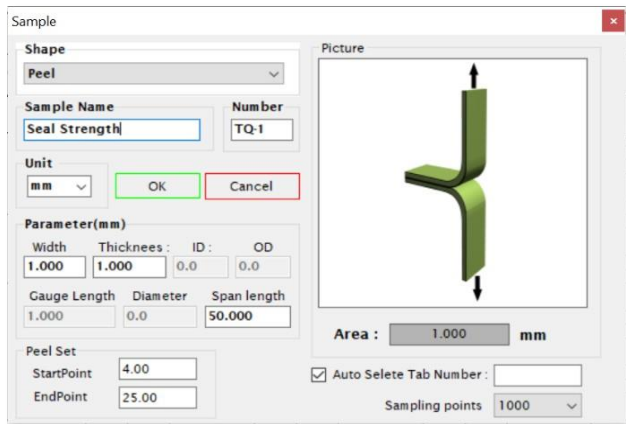 Sample
Shape
Peel
Sample Name
Seal Strength
Number
TQ-1
Unit
mm
OK
Cancel
Parameter(mm)
Width Thicknees : ID : OD
1.000 1.000 0.0 0.0
Gauge Length Diameter Span length
1.000 0.0 50.000
Peel Set
StartPoint 4.00
EndPoint 25.00
Picture
Area : 1.000 mm
Auto Selete Tab Number :
Sampling points 1000